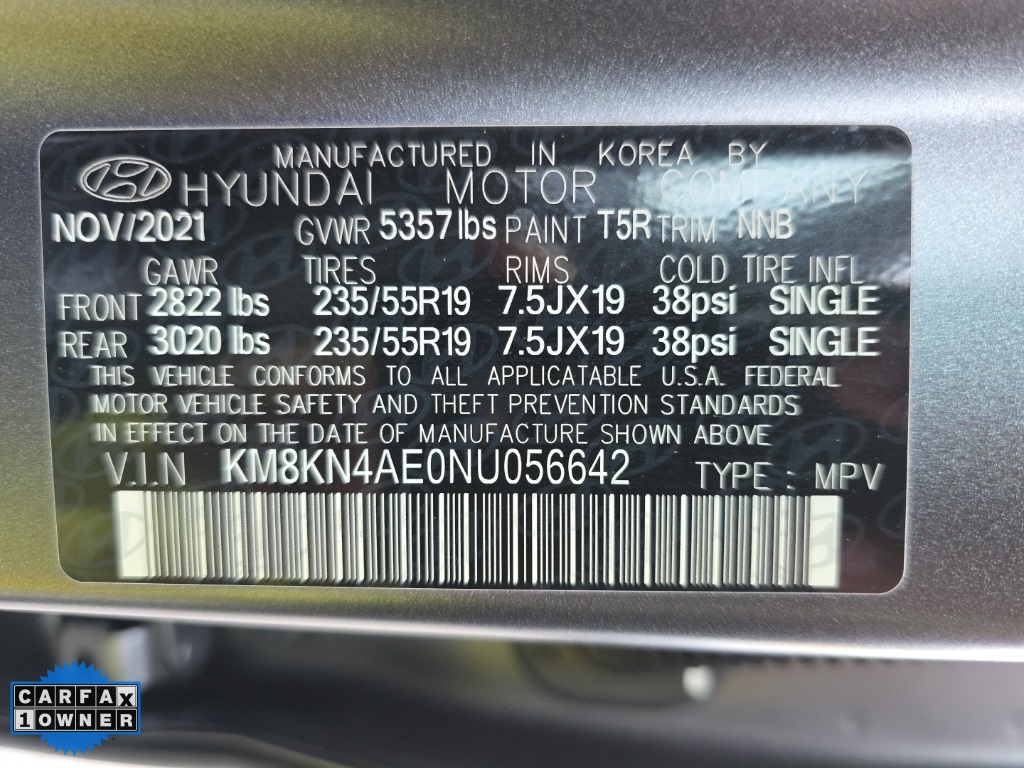 MANUFACTURED IN KOREA BY
HYUNDAI MOTOR COMPANY
NOV/2021 GVWR 5357 lbs PAINT T5R TRIM NNB
GAWR TIRES RIMS COLD TIRE INFL.
FRONT 2822 lbs 235/55R19 7.5JX19 38psi SINGLE
REAR 3020 lbs 235/55R19 7.5JX19 38psi SINGLE
THIS VEHICLE CONFORMS TO ALL APPLICATABLE U.S.A. FEDERAL
MOTOR VEHICLE SAFETY AND THEFT PREVENTION STANDARDS
IN EFFECT ON THE DATE OF MANUFACTURE SHOWN ABOVE
V.I.N KM8KN4AE0NU056642 TYPE : MPV
CARFAX
1 OWNER